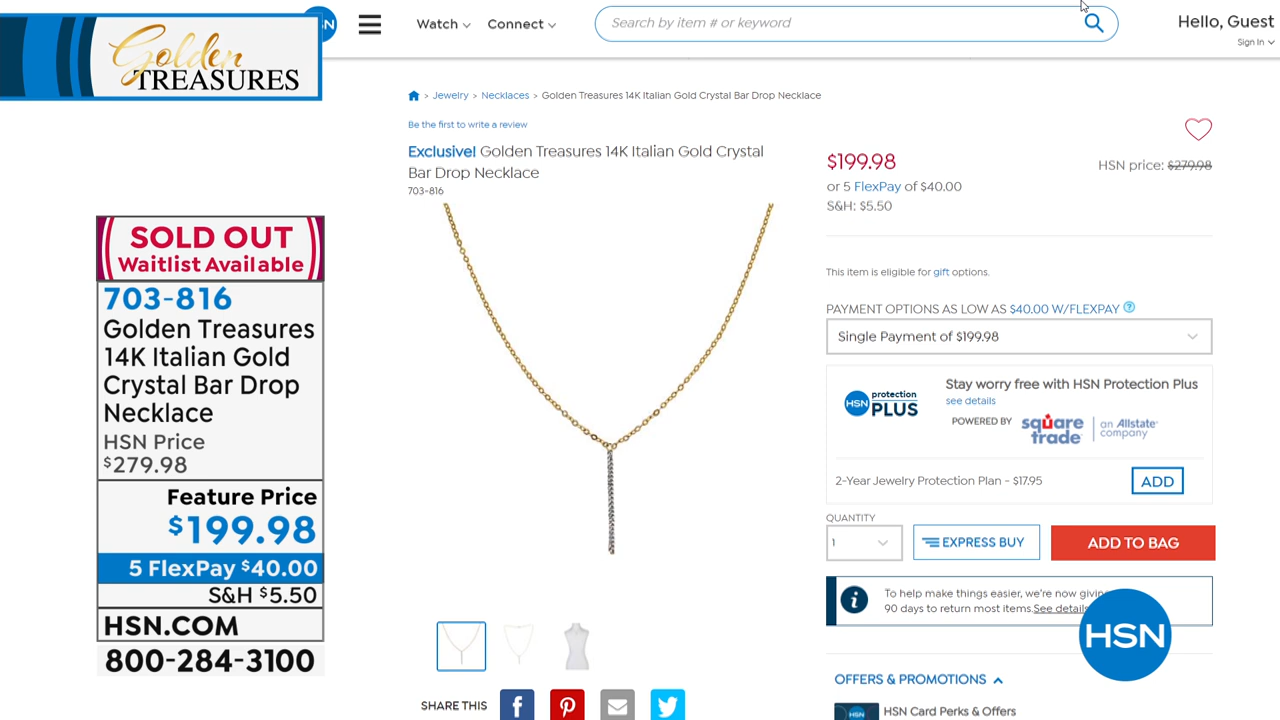 Golden
TREASURES
Watch
Connect
Search by item # or keyword
Hello, Guest
Sign In
Jewelry > Necklaces > Golden Treasures 14K Italian Gold Crystal Bar Drop Necklace
Be the first to write a review
Exclusive! Golden Treasures 14K Italian Gold Crystal
Bar Drop Necklace
703-816
$199.98
HSN price: $279.98
or 5 FlexPay of $40.00
S&H: $5.50
This item is eligible for gift options.
PAYMENT OPTIONS AS LOW AS $40.00 W/FLEXPAY ?
Single Payment of $199.98
HSN protection PLUS
Stay worry free with HSN Protection Plus
see details
POWERED BY square trade | an Allstate company
2-Year Jewelry Protection Plan - $17.95
ADD
QUANTITY
1
EXPRESS BUY
ADD TO BAG
To help make things easier, we're now
90 days to return most items.See
HSN
OFFERS & PROMOTIONS
HSN
HSN Card Perks & Offers
SHARE THIS
SOLD OUT
Waitlist Available
703-816
Golden Treasures
14K Italian Gold
Crystal Bar Drop
Necklace
HSN Price
$279.98
Feature Price
$199.98
5 FlexPay $40.00
S&H $5.50
HSN.COM
800-284-3100